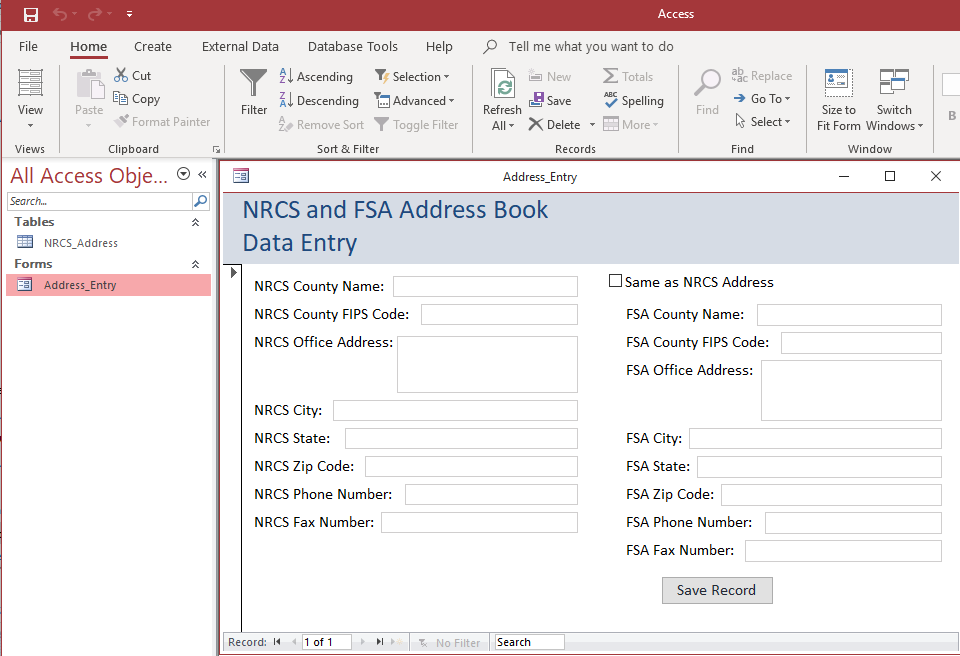 Access
File Home Create External Data Database Tools Help Tell me what you want to do
View
Views
Paste
Cut
Copy
Format Painter
Clipboard
Filter
Ascending
Descending
Remove Sort
Selection
Advanced
Toggle Filter
Sort & Filter
Refresh
All
New
Save
Delete
Totals
Spelling
More
Records
Find
Replace
Go To
Select
Find
Size to
Fit Form
Switch
Windows
Window
B
All Access Obje...
Search...
Tables
NRCS_Address
Forms
Address_Entry
Address_Entry
NRCS and FSA Address Book
Data Entry
NRCS County Name:
NRCS County FIPS Code:
NRCS Office Address:
NRCS City:
NRCS State:
NRCS Zip Code:
NRCS Phone Number:
NRCS Fax Number:
Same as NRCS Address
FSA County Name:
FSA County FIPS Code:
FSA Office Address:
FSA City:
FSA State:
FSA Zip Code:
FSA Phone Number:
FSA Fax Number:
Save Record
Record: 1 of 1 No Filter Search